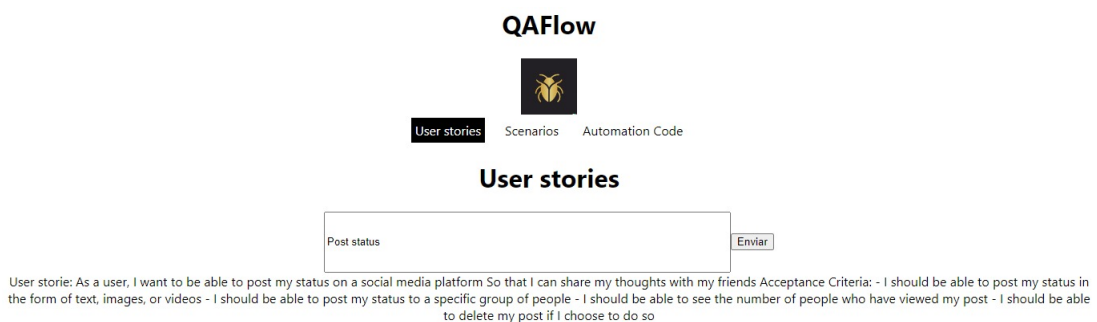 QAFlow
User stories Scenarios Automation Code
User stories
Post status Enviar
User storie: As a user, I want to be able to post my status on a social media platform So that I can share my thoughts with my friends Acceptance Criteria: - I should be able to post my status in
the form of text, images, or videos - I should be able to post my status to a specific group of people - I should be able to see the number of people who have viewed my post - I should be able
to delete my post if I choose to do so